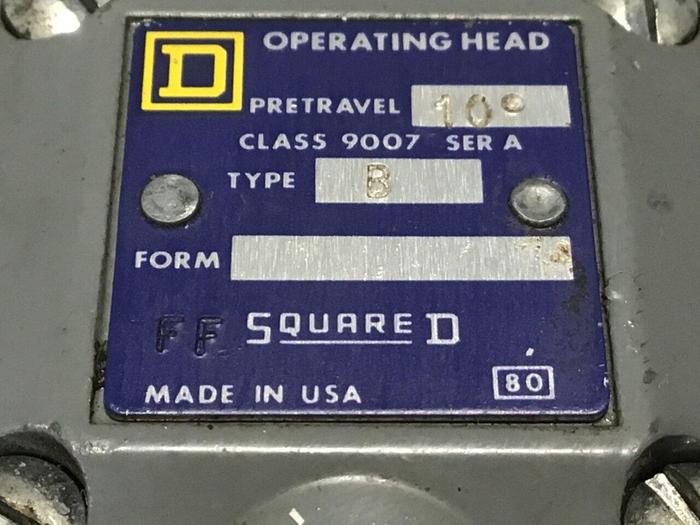 D OPERATING HEAD
PRETRAVEL 10°
CLASS 9007 SER A
TYPE B
FORM
FF SQUARE D
MADE IN USA 80